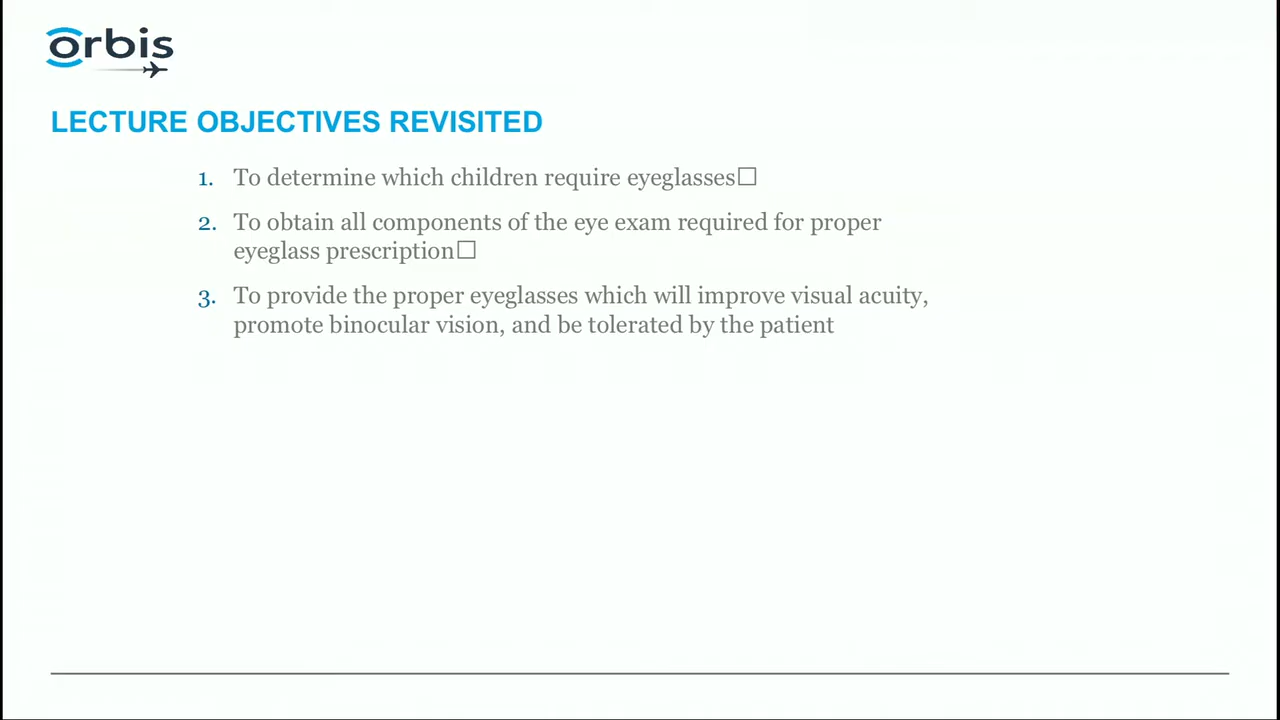 orbis
LECTURE OBJECTIVES REVISITED
1. To determine which children require eyeglasses□
2. To obtain all components of the eye exam required for proper
eyeglass prescription□
3. To provide the proper eyeglasses which will improve visual acuity,
promote binocular vision, and be tolerated by the patient